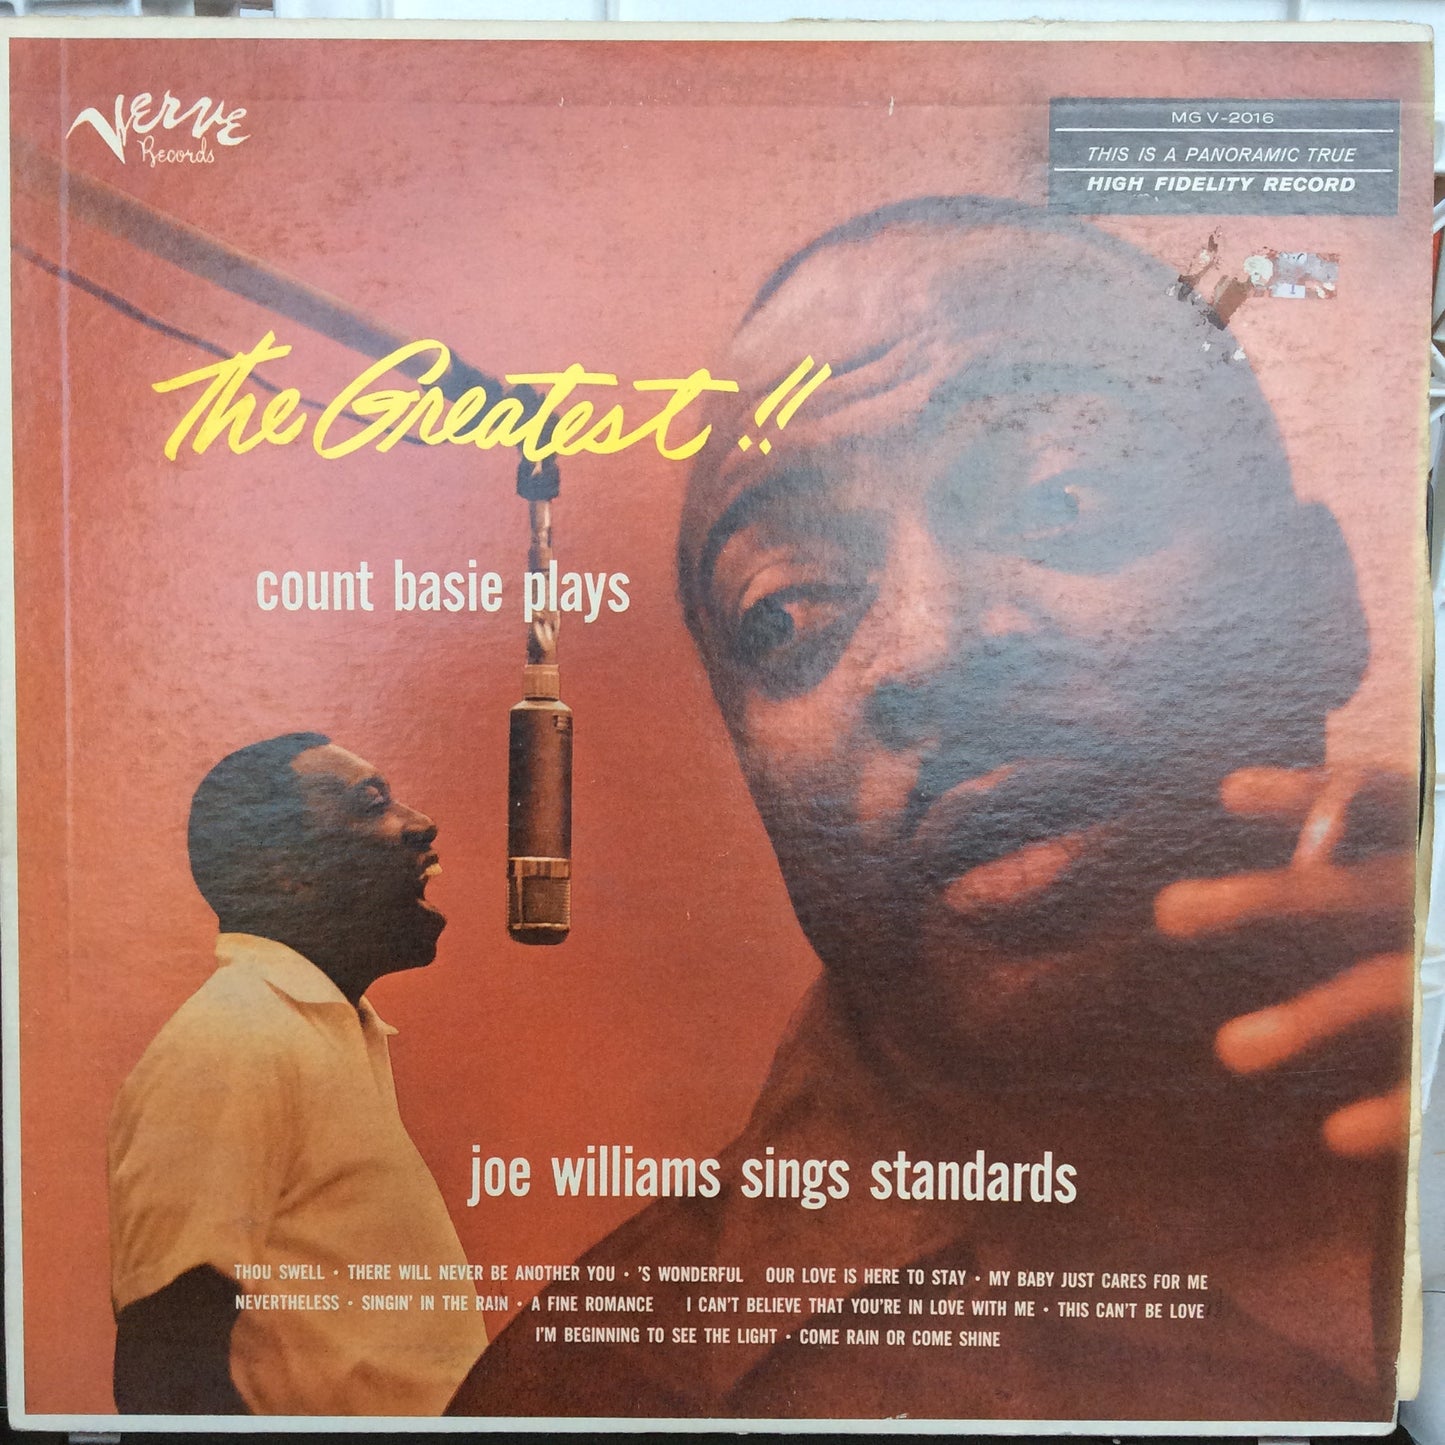 Verve
Records
MG V-2016
THIS IS A PANORAMIC TRUE
HIGH FIDELITY RECORD
The Greatest!!
count basie plays
joe williams sings standards
THOU SWELL • THERE WILL NEVER BE ANOTHER YOU • 'S WONDERFUL OUR LOVE IS HERE TO STAY • MY BABY JUST CARES FOR ME
NEVERTHELESS • SINGIN' IN THE RAIN • A FINE ROMANCE I CAN'T BELIEVE THAT YOU'RE IN LOVE WITH ME • THIS CAN'T BE LOVE
I'M BEGINNING TO SEE THE LIGHT • COME RAIN OR COME SHINE